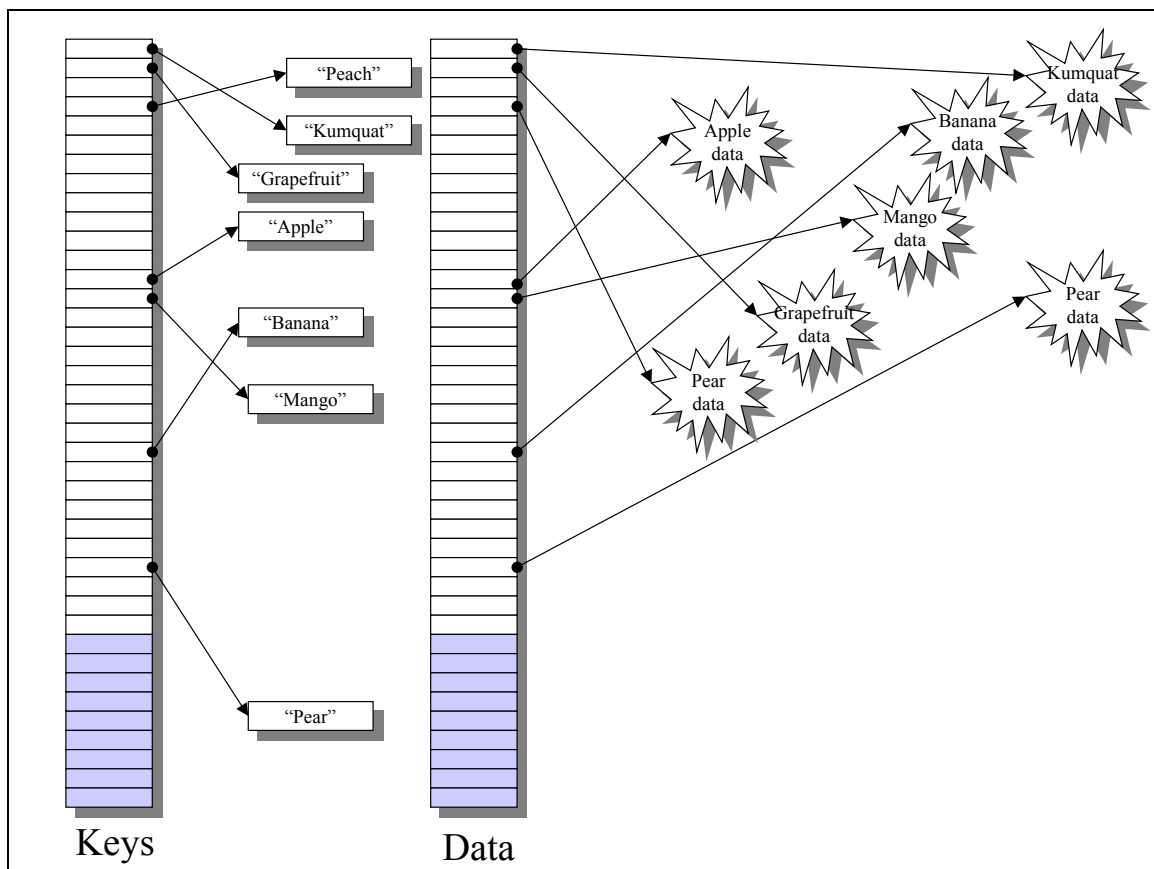 “Peach”
“Kumquat”
“Grapefruit”
“Apple”
“Banana”
“Mango”
“Pear”
Keys
Kumquat
data
Apple
data
Banana
data
Mango
data
Grapefruit
data
Pear
data
Pear
data
Data